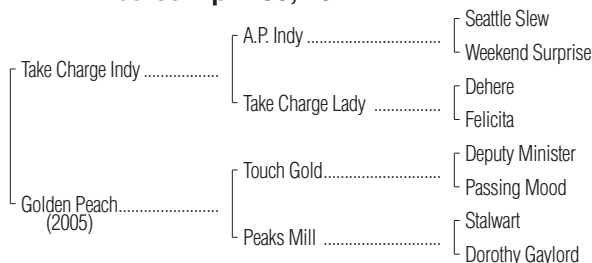 Seattle Slew
A.P. Indy
Weekend Surprise
Take Charge Indy
Dehere
Take Charge Lady
Felicita
Deputy Minister
Touch Gold
Passing Mood
Golden Peach
(2005)
Stalwart
Peaks Mill
Dorothy Gaylord